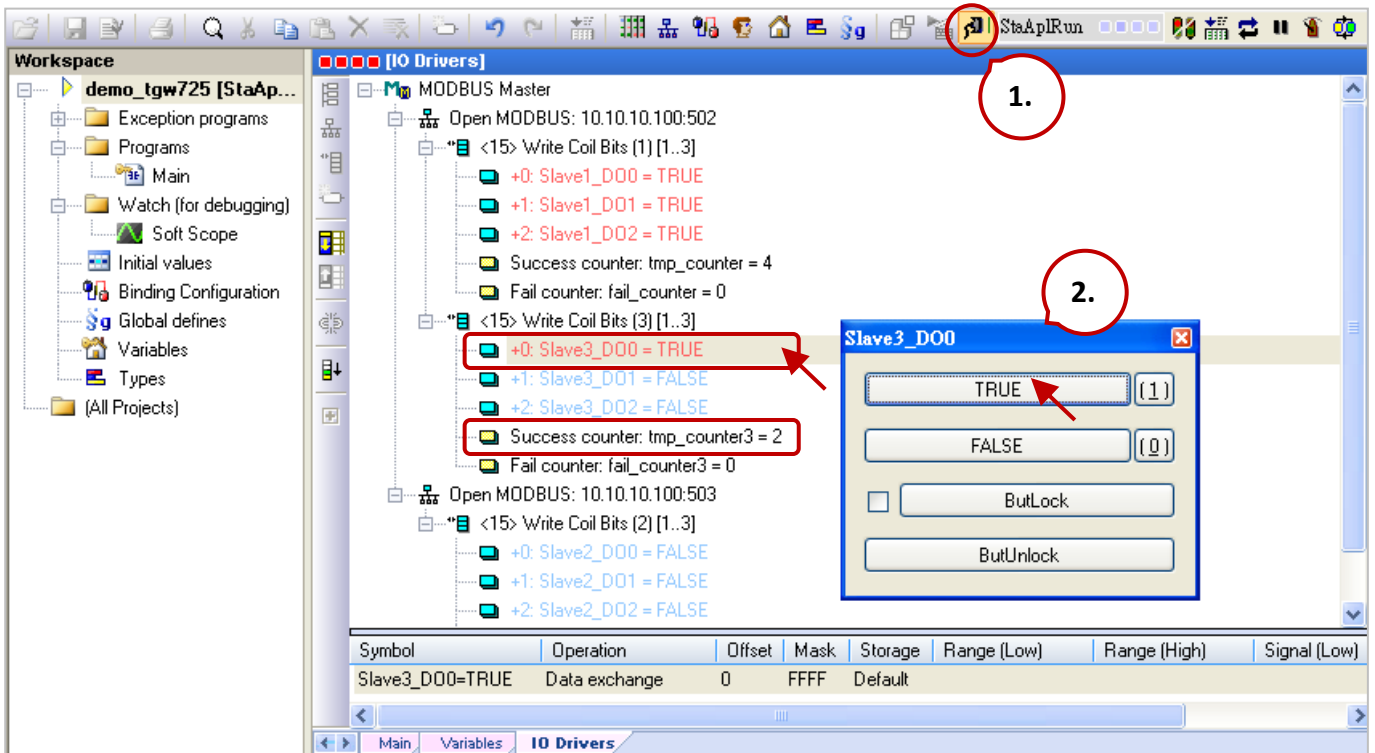 StaAplRun
Workspace
[IO Drivers]
1.
demo_tgw725 [StaAp...
Exception programs
Programs
Main
Watch (for debugging)
Soft Scope
Initial values
Binding Configuration
Global defines
Variables
Types
(All Projects)
MODBUS Master
Open MODBUS: 10.10.10.100:502
<15> Write Coil Bits (1) [1..3]
+0: Slave1_DO0 = TRUE
+1: Slave1_DO1 = TRUE
+2: Slave1_DO2 = TRUE
Success counter: tmp_counter = 4
Fail counter: fail_counter = 0
<15> Write Coil Bits (3) [1..3]
+0: Slave3_DO0 = TRUE
+1: Slave3_DO1 = FALSE
+2: Slave3_DO2 = FALSE
Success counter: tmp_counter3 = 2
Fail counter: fail_counter3 = 0
Open MODBUS: 10.10.10.100:503
<15> Write Coil Bits (2) [1..3]
+0: Slave2_DO0 = FALSE
+1: Slave2_DO1 = FALSE
+2: Slave2_DO2 = FALSE
2.
Slave3_DO0
TRUE (1)
FALSE (0)
ButLock
ButUnlock
Symbol Operation Offset Mask Storage Range (Low) Range (High) Signal (Low)
Slave3_DO0=TRUE Data exchange 0 FFFF Default
Main Variables IO Drivers